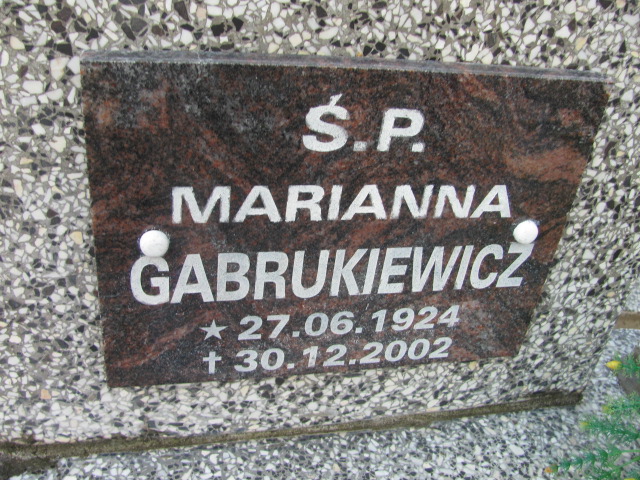 Ś.P.
MARIANNA
GABRUKIEWICZ
★ 27.06.1924
✝ 30.12.2002